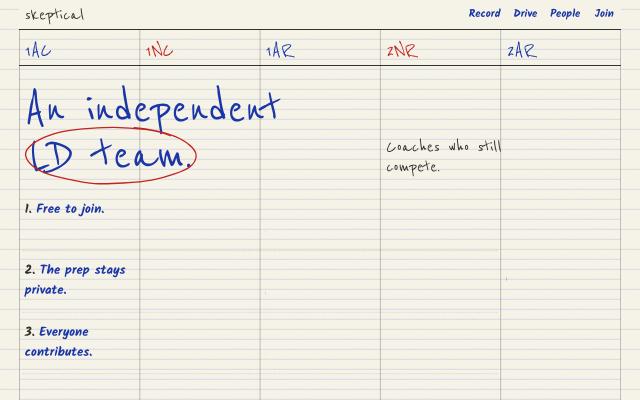 skeptical
Record Drive People Join
1AC 1NC 1AR 2NR 2AR
An independent
LD team.
Coaches who still
compete.
1. Free to join.
2. The prep stays
private.
3. Everyone
contributes.